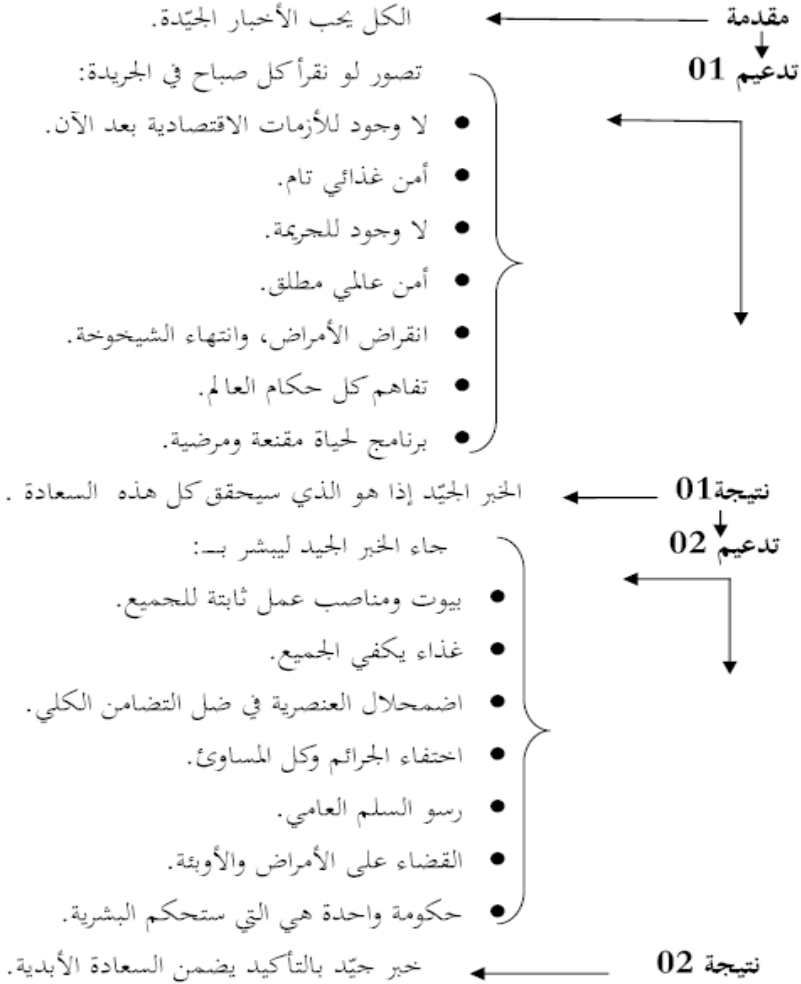 مقدمة الكل يحب الأخبار الجيّدة.
تدعيم 01 تصور لو نقرأ كل صباح في الجريدة:
• لا وجود للأزمات الاقتصادية بعد الآن.
• أمن غذائي تام.
• لا وجود للجريمة.
• أمن عالمي مطلق.
• انقراض الأمراض، وانتهاء الشيخوخة.
• تفاهم كل حكام العالم.
• برنامج لحياة مقنعة ومرضية.
نتيجة01 الخبر الجيّد إذا هو الذي سيحقق كل هذه السعادة .
تدعيم 02 جاء الخبر الجيد ليبشر بــ:
• بيوت ومناصب عمل ثابتة للجميع.
• غذاء يكفي الجميع.
• اضمحلال العنصرية في ضل التضامن الكلي.
• اختفاء الجرائم وكل المساوئ.
• رسو السلم العامي.
• القضاء على الأمراض والأوبئة.
• حكومة واحدة هي التي ستحكم البشرية.
نتيجة 02 خبر جيّد بالتأكيد يضمن السعادة الأبدية.